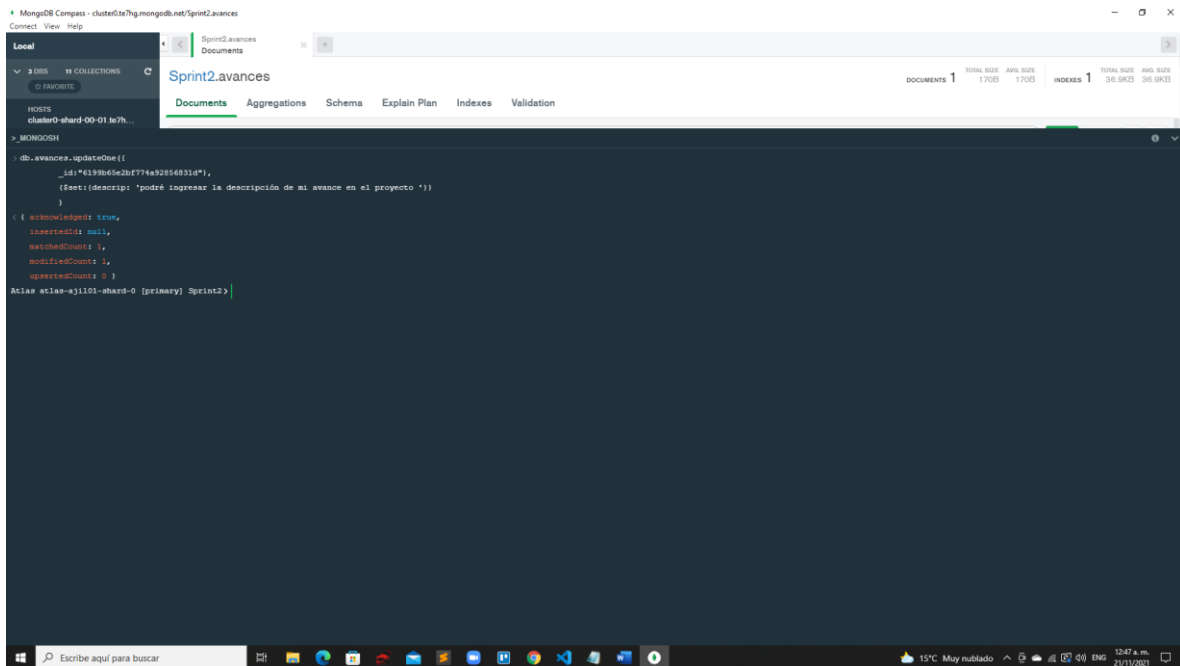 MongoDB Compass - cluster0.te7hg.mongodb.net/Sprint2.avances
Connect View Help
Local
Sprint2.avances
Documents
3 DBS 11 COLLECTIONS
FAVORITE
HOSTS
cluster0-shard-00-01.te7h...
Sprint2.avances
DOCUMENTS 1 TOTAL SIZE 170B AVG. SIZE 170B INDEXES 1 TOTAL SIZE 36.9KB AVG. SIZE 36.9KB
Documents Aggregations Schema Explain Plan Indexes Validation
>_MONGOSH
> db.avances.updateOne({
_id:"6199b65e2bf774a92856831d"},
{$set:{descrip: "podré ingresar la descripción de mi avance en el proyecto "}}
)
< { acknowledged: true,
insertedId: null,
matchedCount: 1,
modifiedCount: 1,
upsertedCount: 0 }
Atlas atlas-ajil01-shard-0 [primary] Sprint2>
Escribe aquí para buscar
15°C Muy nublado
ENG
12:47 a. m.
21/11/2021